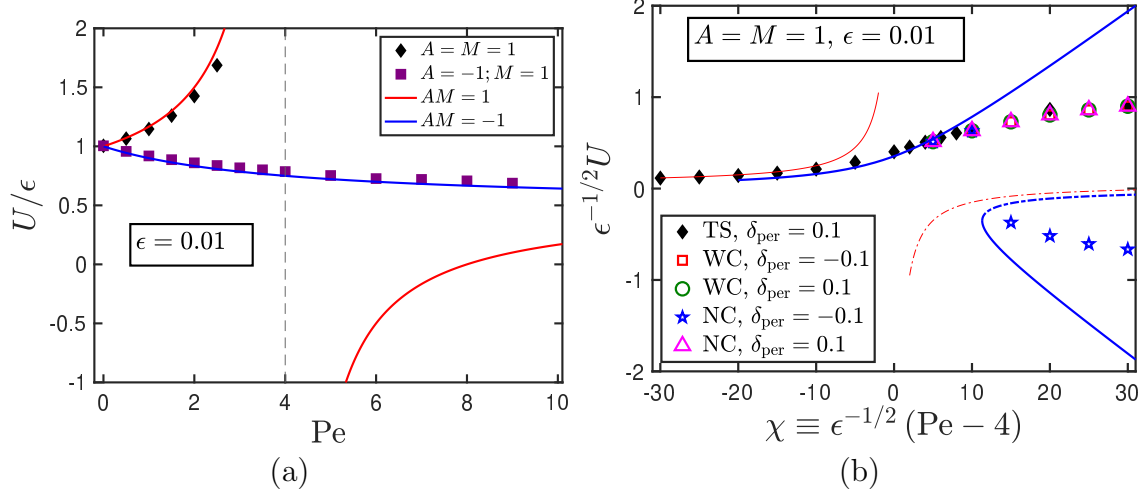 2
1.5
1
0.5
0
-0.5
-1
0 2 4 6 8 10
U/ϵ
Pe
A = M = 1
A = −1; M = 1
AM = 1
AM = −1
ϵ = 0.01
(a)
2
1
0
-1
-2
-30 -20 -10 0 10 20 30
ϵ^{−1/2}U
χ ≡ ϵ^{−1/2} (Pe − 4)
A = M = 1, ϵ = 0.01
TS, δ_per = 0.1
WC, δ_per = −0.1
WC, δ_per = 0.1
NC, δ_per = −0.1
NC, δ_per = 0.1
(b)